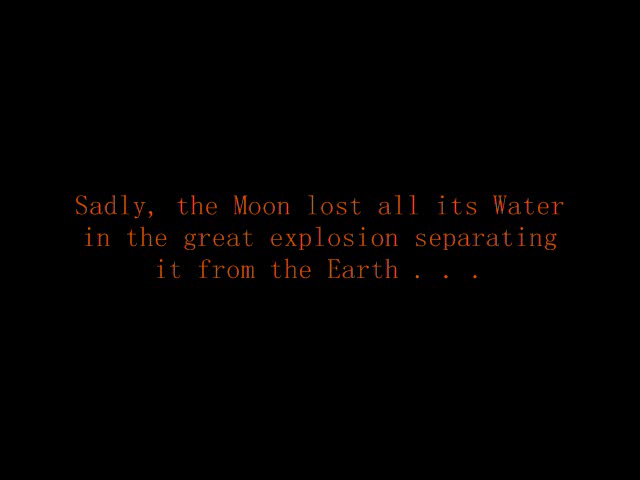 Sadly, the Moon lost all its Water
in the great explosion separating
it from the Earth . . .